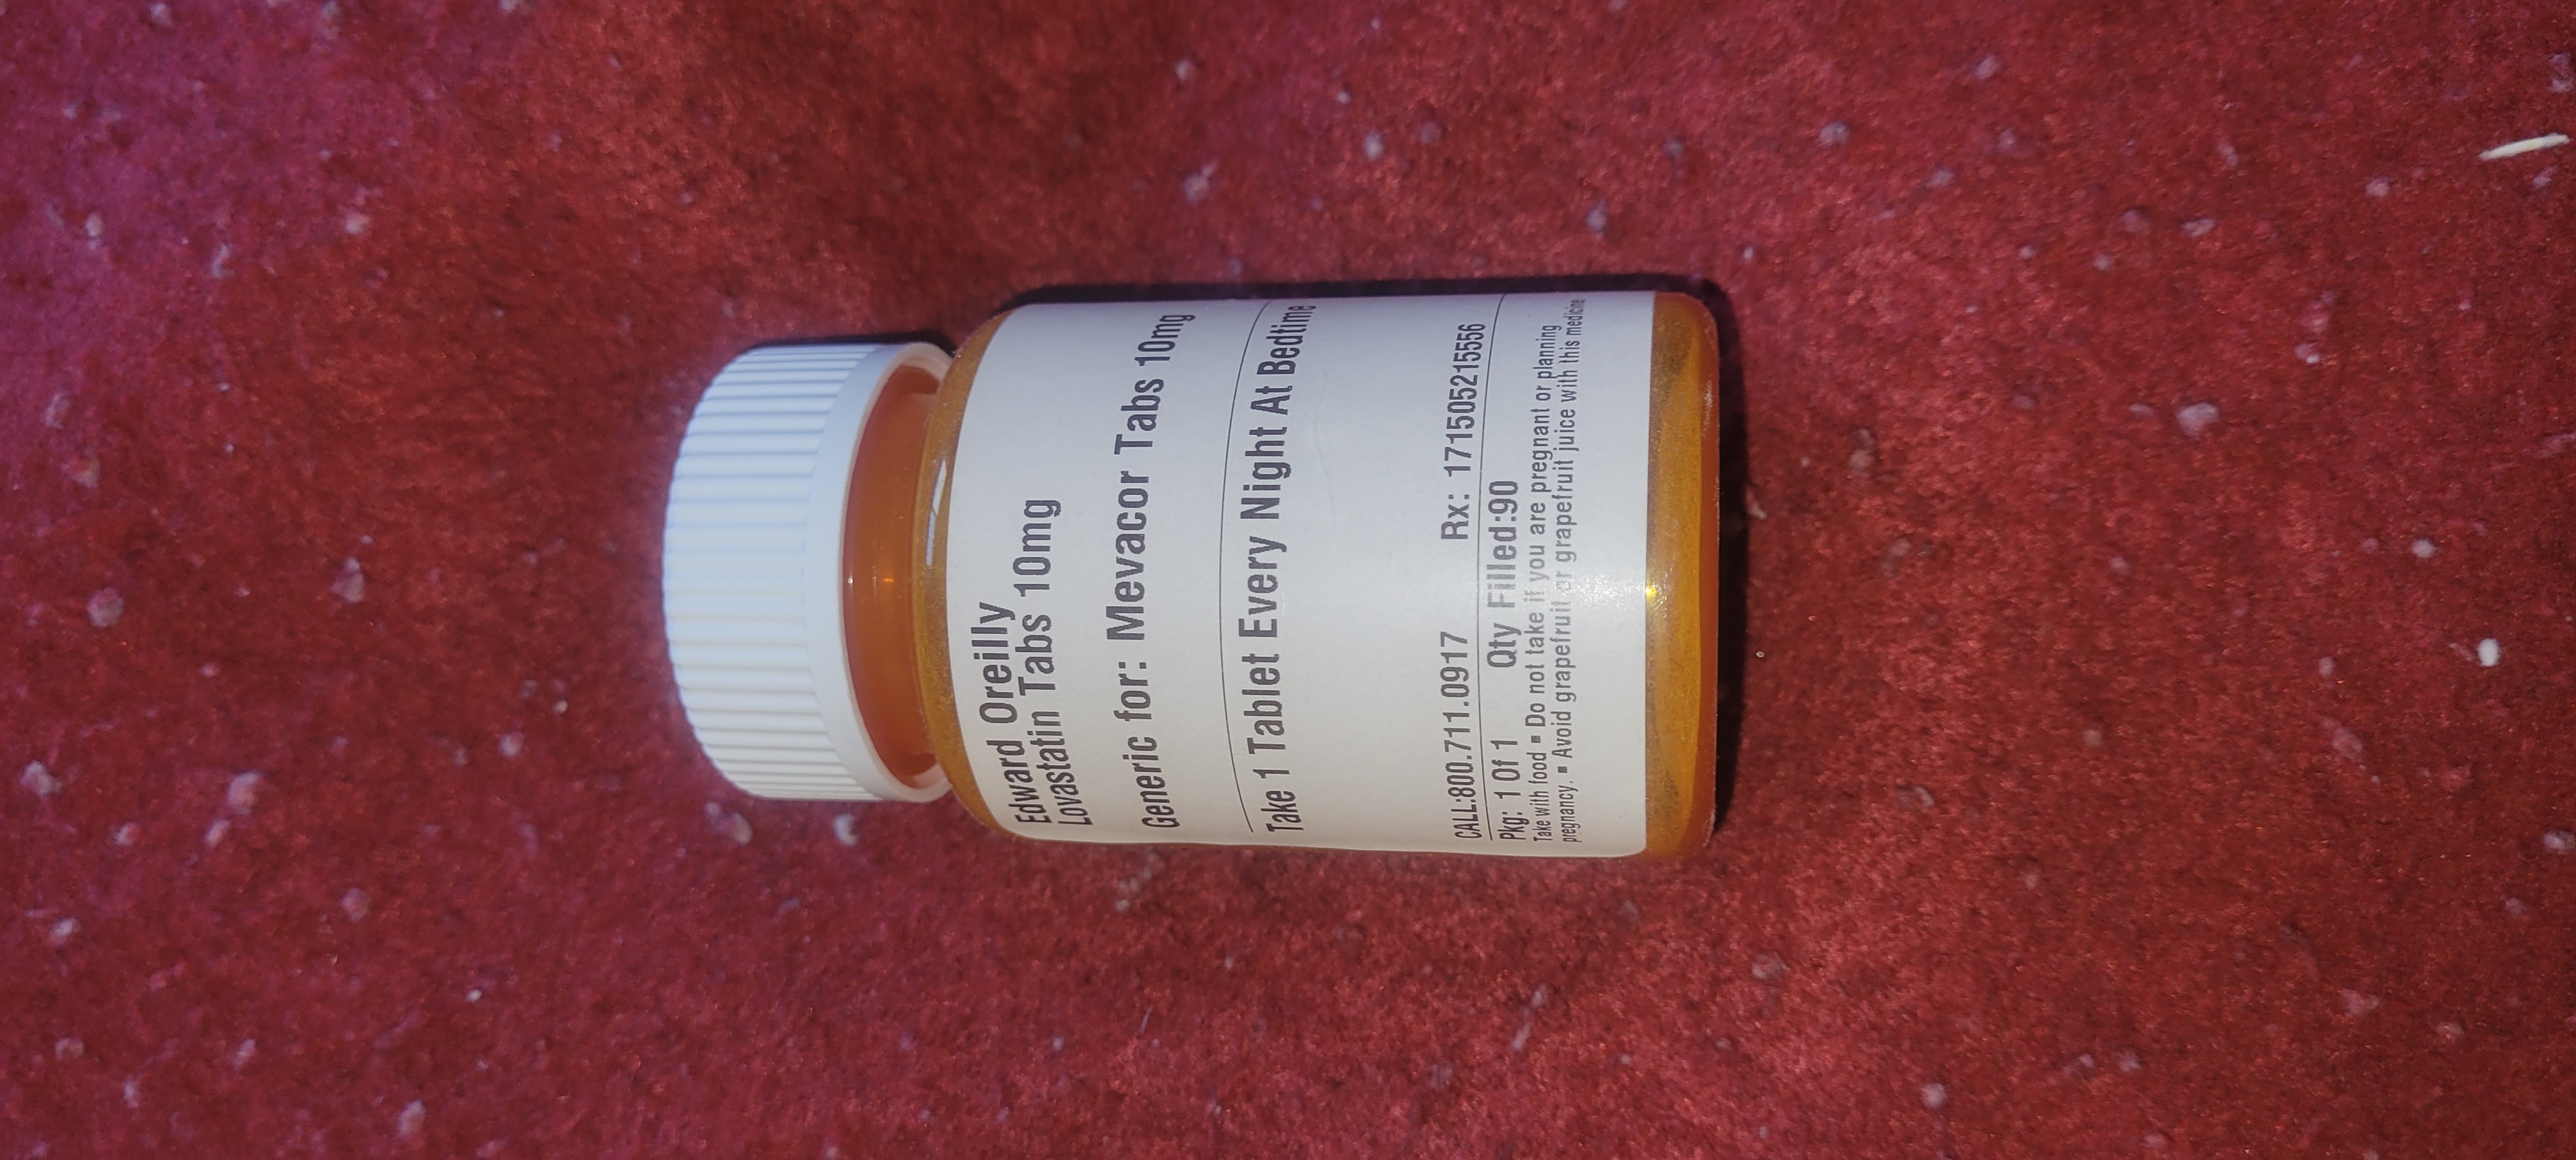 Edward Oreilly
Lovastatin Tabs 10mg
Generic for: Mevacor Tabs 10mg
Take 1 Tablet Every Night At Bedtime
CALL:800.711.0917 Rx: 171505215556
Pkg: 1 Of 1 Qty Filled:90
Take with food ▪ Do not take if you are pregnant or planning
pregnancy. ▪ Avoid grapefruit or grapefruit juice with this medicine